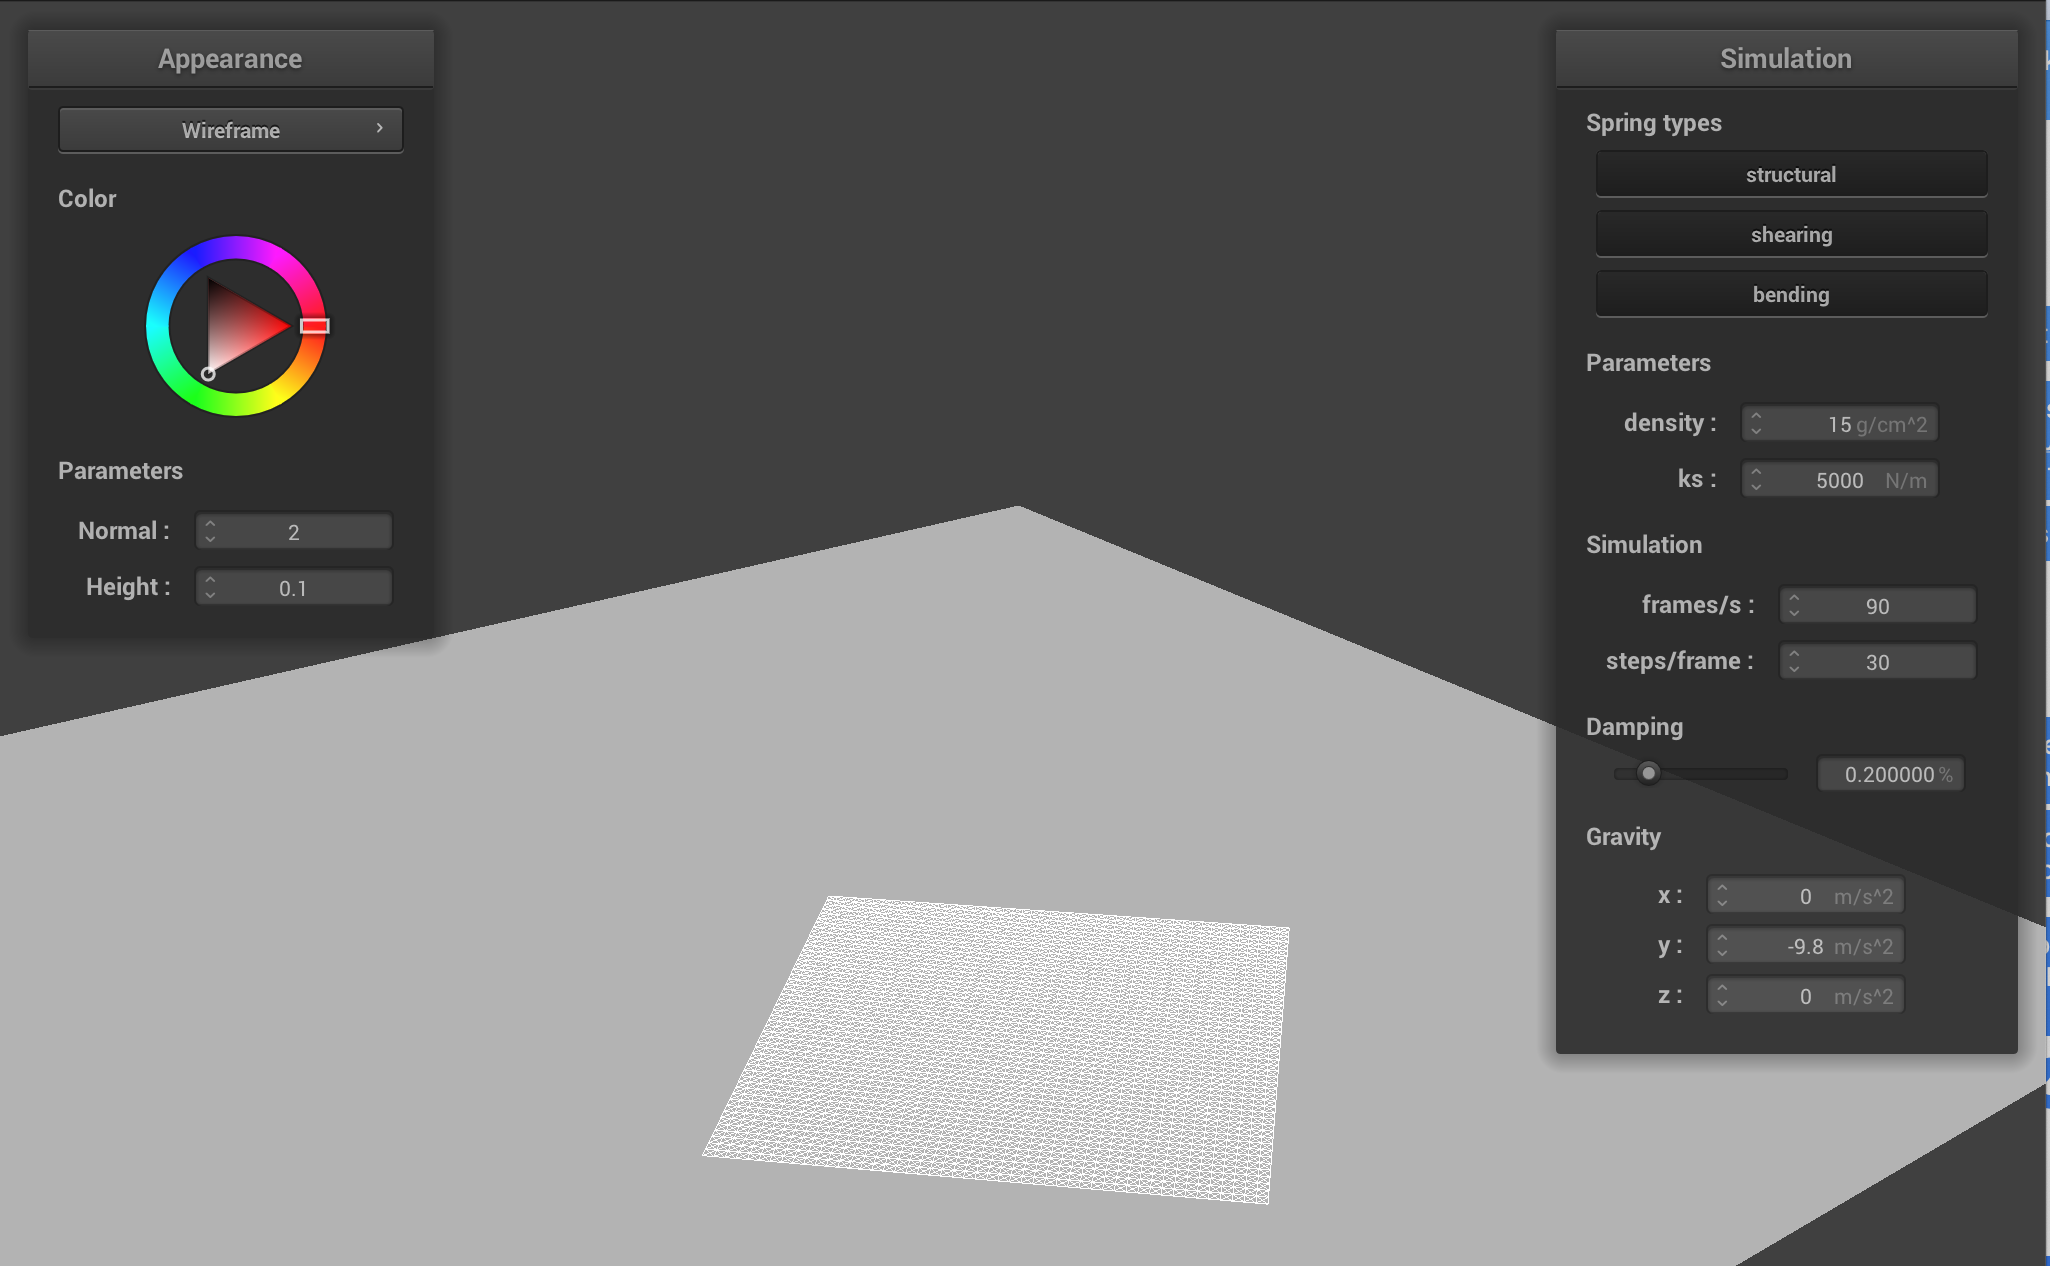 Appearance
Wireframe
Color
Parameters
Normal : 2
Height : 0.1
Simulation
Spring types
structural
shearing
bending
Parameters
density : 15 g/cm^2
ks : 5000 N/m
Simulation
frames/s : 90
steps/frame : 30
Damping
0.200000 %
Gravity
x : 0 m/s^2
y : -9.8 m/s^2
z : 0 m/s^2